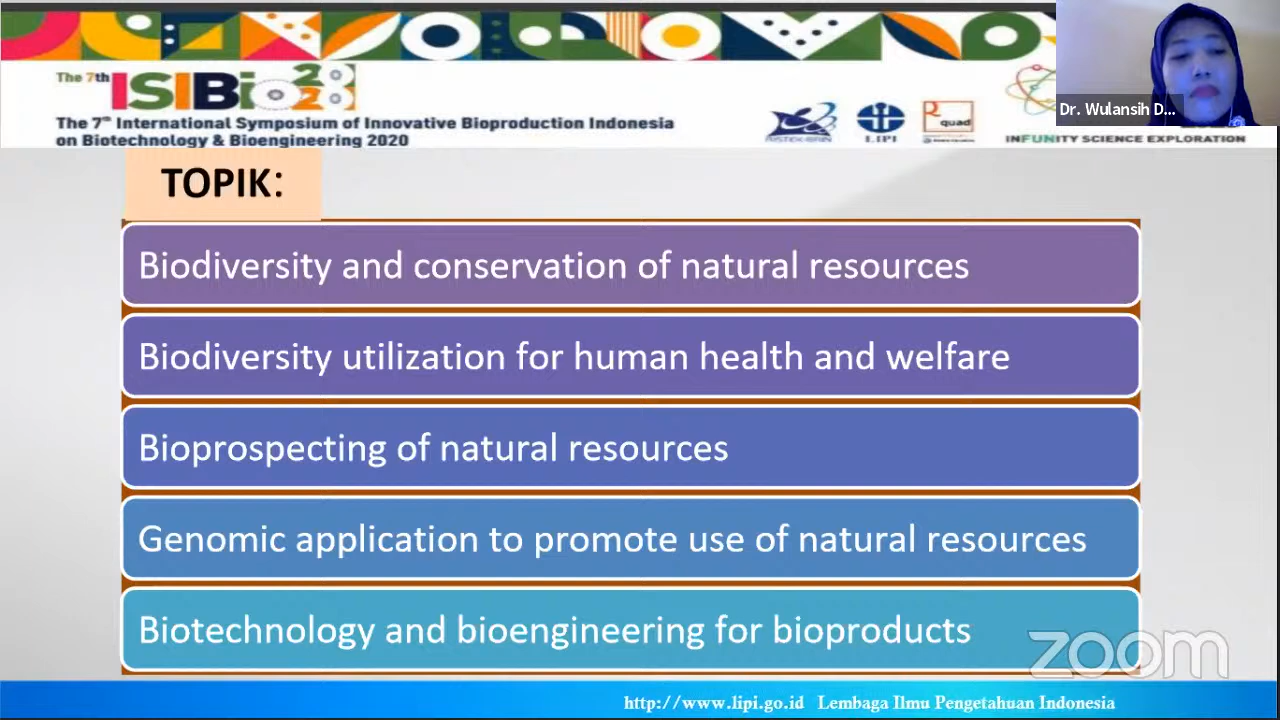 The 7th
ISIBio 2020
The 7th International Symposium of Innovative Bioproduction Indonesia
on Biotechnology & Bioengineering 2020
LIPI
quad
INFUNITY SCIENCE EXPLORATION
Dr. Wulansih D...
TOPIK:
Biodiversity and conservation of natural resources
Biodiversity utilization for human health and welfare
Bioprospecting of natural resources
Genomic application to promote use of natural resources
Biotechnology and bioengineering for bioproducts
zoom
http://www.lipi.go.id Lembaga Ilmu Pengetahuan Indonesia